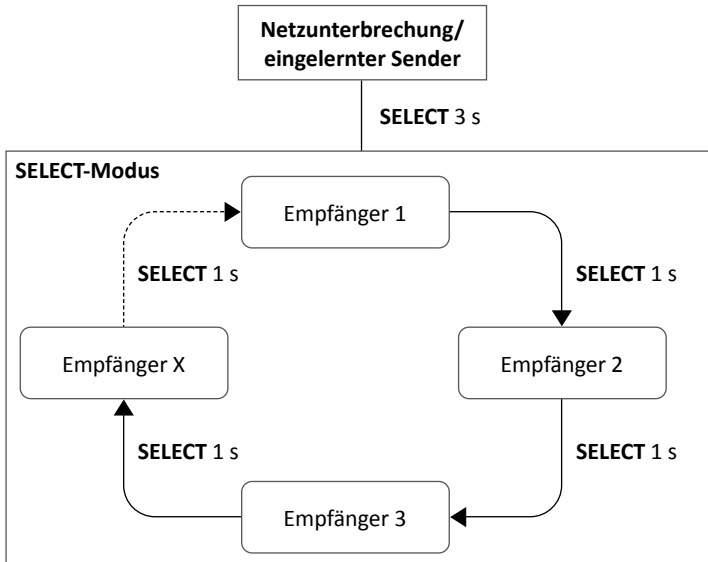 Netzunterbrechung/
eingelernter Sender
SELECT 3 s
SELECT-Modus
Empfänger 1
SELECT 1 s
SELECT 1 s
Empfänger X
Empfänger 2
SELECT 1 s
SELECT 1 s
Empfänger 3